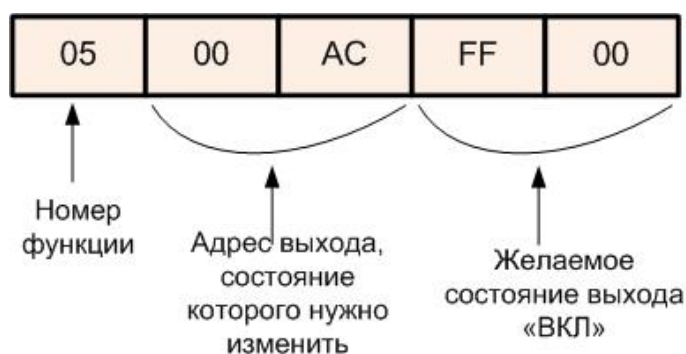 05 00 AC FF 00
Номер
функции
Адрес выхода,
состояние
которого нужно
изменить
Желаемое
состояние выхода
«ВКЛ»